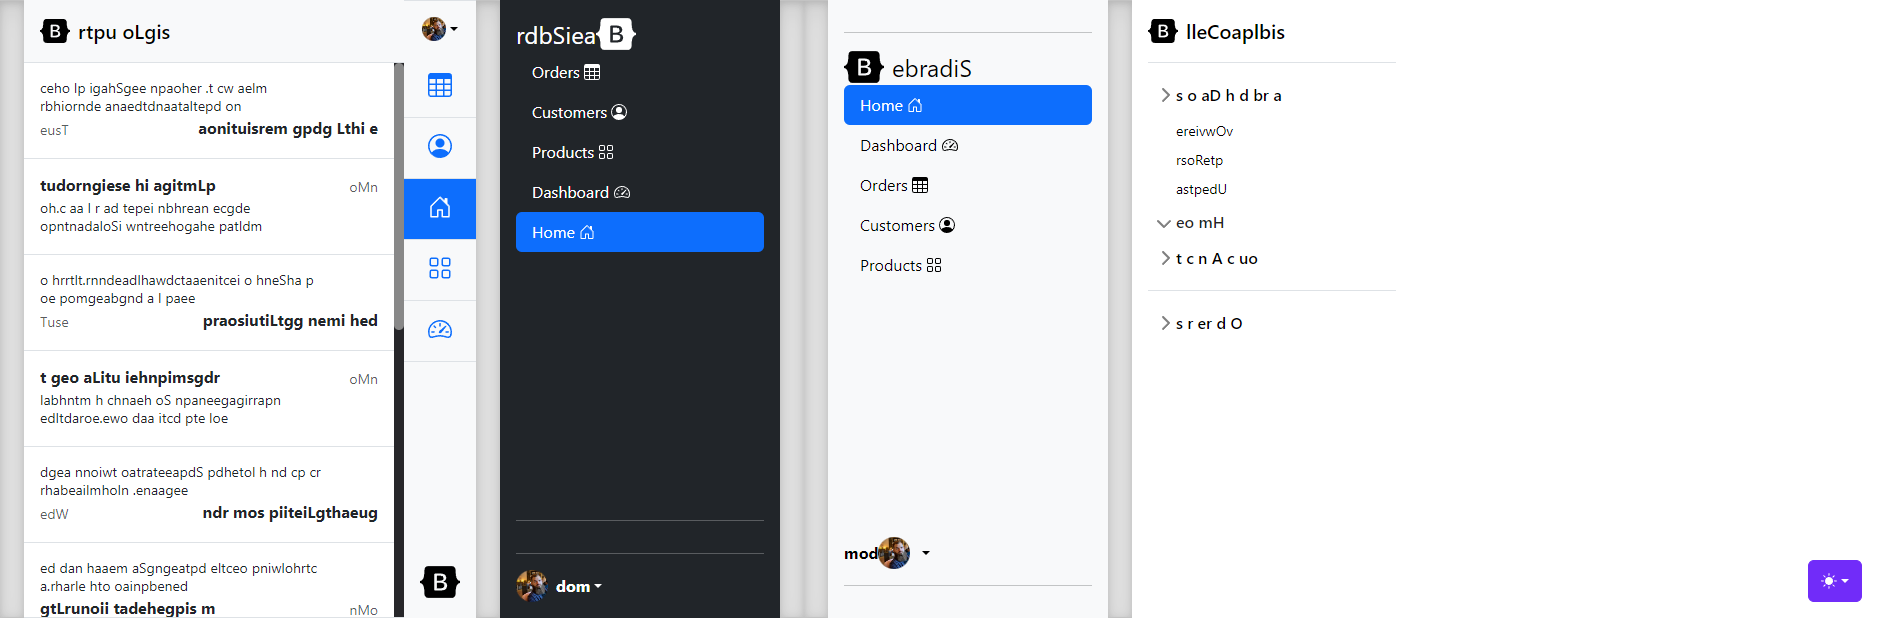 rtpu oLgis
ceho lp igahSgee npaoher .t cw aelm
rbhiornde anaedtdnaataltepd on
eusT
aonituisrem gpdg Lthi e
tudorngiese hi agitmLp
oMn
oh.c aa l r ad tepei nbhrean ecgde
opntnadaloSi wntreehogahe patldm
o hrrtlt.rnndeadlhawdctaaenitcei o hneSha p
oe pomgeabgnd a l paee
Tuse
praosiutiLtgg nemi hed
t geo aLitu iehnpimsgdr
oMn
labhntm h chnaeh oS npaneegagirrapn
edltdaroe.ewo daa itcd pte loe
dgea nnoiwt oatrateeapdS pdhetol h nd cp cr
rhabeailmholn .enaagee
edW
ndr mos piiteiLgthaeug
ed dan haaem aSgngeatpd eltceo pniwlohrtc
a.rharle hto oainpbened
gtLrunoii tadehegpis m
nMo
B
rdbSiea B
Orders
Customers
Products
Dashboard
Home
dom
B ebradiS
Home
Dashboard
Orders
Customers
Products
mod
B lleCoaplbis
s o aD h d br a
ereivwOv
rsoRetp
astpedU
eo mH
t c n A c uo
s r er d O